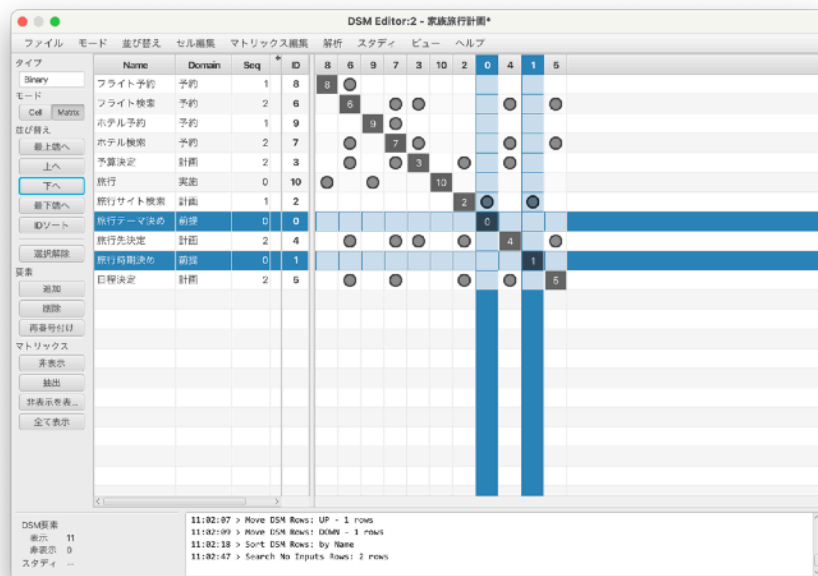 DSM Editor:2 - 家族旅行計画*
ファイル モード 並び替え セル編集 マトリックス編集 解析 スタディ ビュー ヘルプ
タイプ
Binary
モード
Cell Matrix
並び替え
最上端へ
上へ
下へ
最下端へ
IDソート
選択解除
要素
追加
削除
再番号付け
マトリックス
非表示
抽出
非表示を表...
全て表示
Name Domain Seq ID 8 6 9 7 3 10 2 0 4 1 5
フライト予約 予約 1 8 8
フライト検索 予約 2 6 6
ホテル予約 予約 1 9 9
ホテル検索 予約 2 7 7
予算決定 計画 2 3 3
旅行 実施 0 10 10
旅行サイト検索 計画 1 2 2
旅行テーマ決め 前提 0 0 0
旅行先決定 計画 2 4 4
旅行時期決め 前提 0 1 1
日程決定 計画 2 5 5
DSM要素
表示 11
非表示 0
スタディ --
11:02:07 > Move DSM Rows: UP - 1 rows
11:02:09 > Move DSM Rows: DOWN - 1 rows
11:02:18 > Sort DSM Rows: by Name
11:02:47 > Search No Inputs Rows: 2 rows